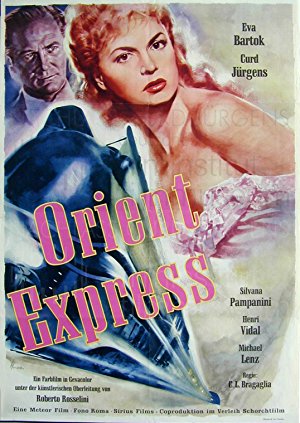 Eva
Bartok
Curd
Jürgens
Orient
Express
Silvana
Pampanini
Henri
Vidal
Michael
Lenz
Regie:
C. L. Bragaglia
Ein Farbfilm in Gevacolor
unter der künstlerischen Oberleitung von
Roberto Rosselini
Eine Meteor Film - Fono Roma - Sirius Films - Coproduktion im Verleih Schorchtfilm